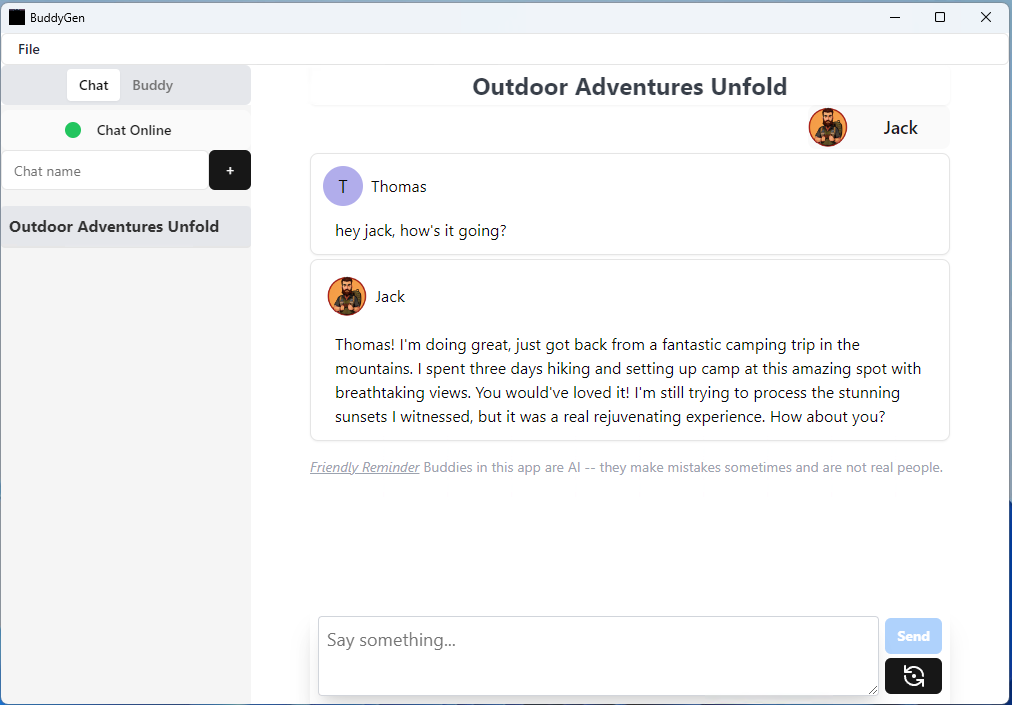 BuddyGen
File
Chat Buddy
Chat Online
Chat name +
Outdoor Adventures Unfold
Outdoor Adventures Unfold
Jack
T Thomas
hey jack, how's it going?
Jack
Thomas! I'm doing great, just got back from a fantastic camping trip in the
mountains. I spent three days hiking and setting up camp at this amazing spot with
breathtaking views. You would've loved it! I'm still trying to process the stunning
sunsets I witnessed, but it was a real rejuvenating experience. How about you?
Friendly Reminder Buddies in this app are AI -- they make mistakes sometimes and are not real people.
Say something...
Send